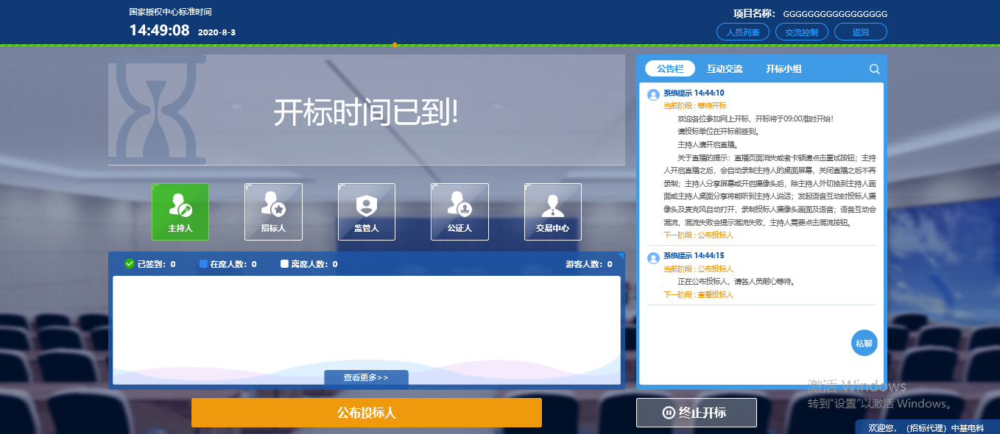 国家授权中心标准时间
14:49:08 2020-8-3
项目名称： GGGGGGGGGGGGGGGGG
人员列表 交流控制 返回
开标时间已到!
主持人 招标人 监管人 公证人 交易中心
已签到：0 在席人数：0 离席人数：0 游客人数：0
查看更多>>
公布投标人
公告栏 互动交流 开标小组
系统提示 14:44:10
当前阶段 : 等待开标
欢迎各位参加网上开标，开标将于09:00准时开始！
请投标单位在开标前签到。
主持人请开启直播。
关于直播的提示：直播页面消失或者卡顿请点击重试按钮；主持
人开启直播之后，会自动录制主持人的桌面屏幕，关闭直播之后不再
录制；主持人分享屏幕或开启摄像头后，除主持人外切换到主持人画
面或主持人桌面分享将能听到主持人说话；发起语音互动时投标人摄
像头及麦克风自动打开，录制投标人摄像头画面及语音；语音互动会
混流，混流失败会提示混流失败，主持人需要点击混流按钮。
下一阶段 : 公布投标人
系统提示 14:44:15
当前阶段 : 公布投标人
正在公布投标人，请各人员耐心等待。
下一阶段 : 查看投标人
私聊
终止开标
激活 Windows
转到"设置"以激活 Windows。
欢迎您，（招标代理）中基电科